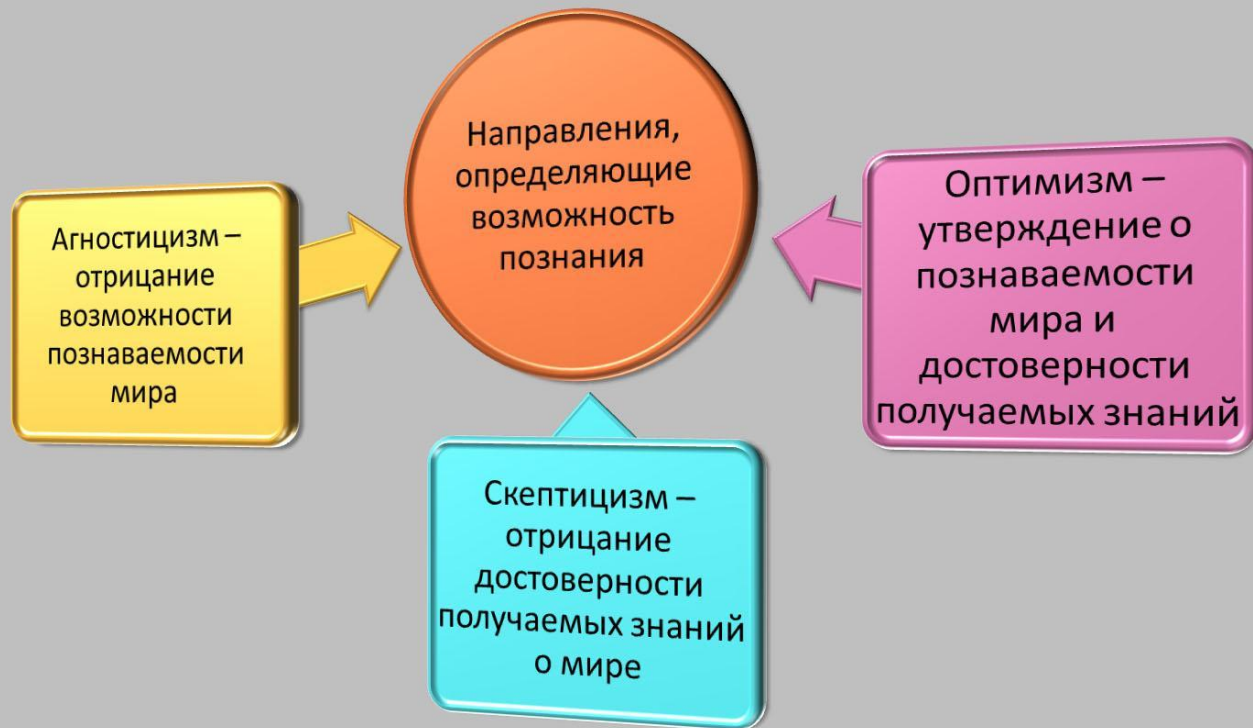 Направления,
определяющие
возможность
познания
Агностицизм –
отрицание
возможности
познаваемости
мира
Оптимизм –
утверждение о
познаваемости
мира и
достоверности
получаемых знаний
Скептицизм –
отрицание
достоверности
получаемых знаний
о мире